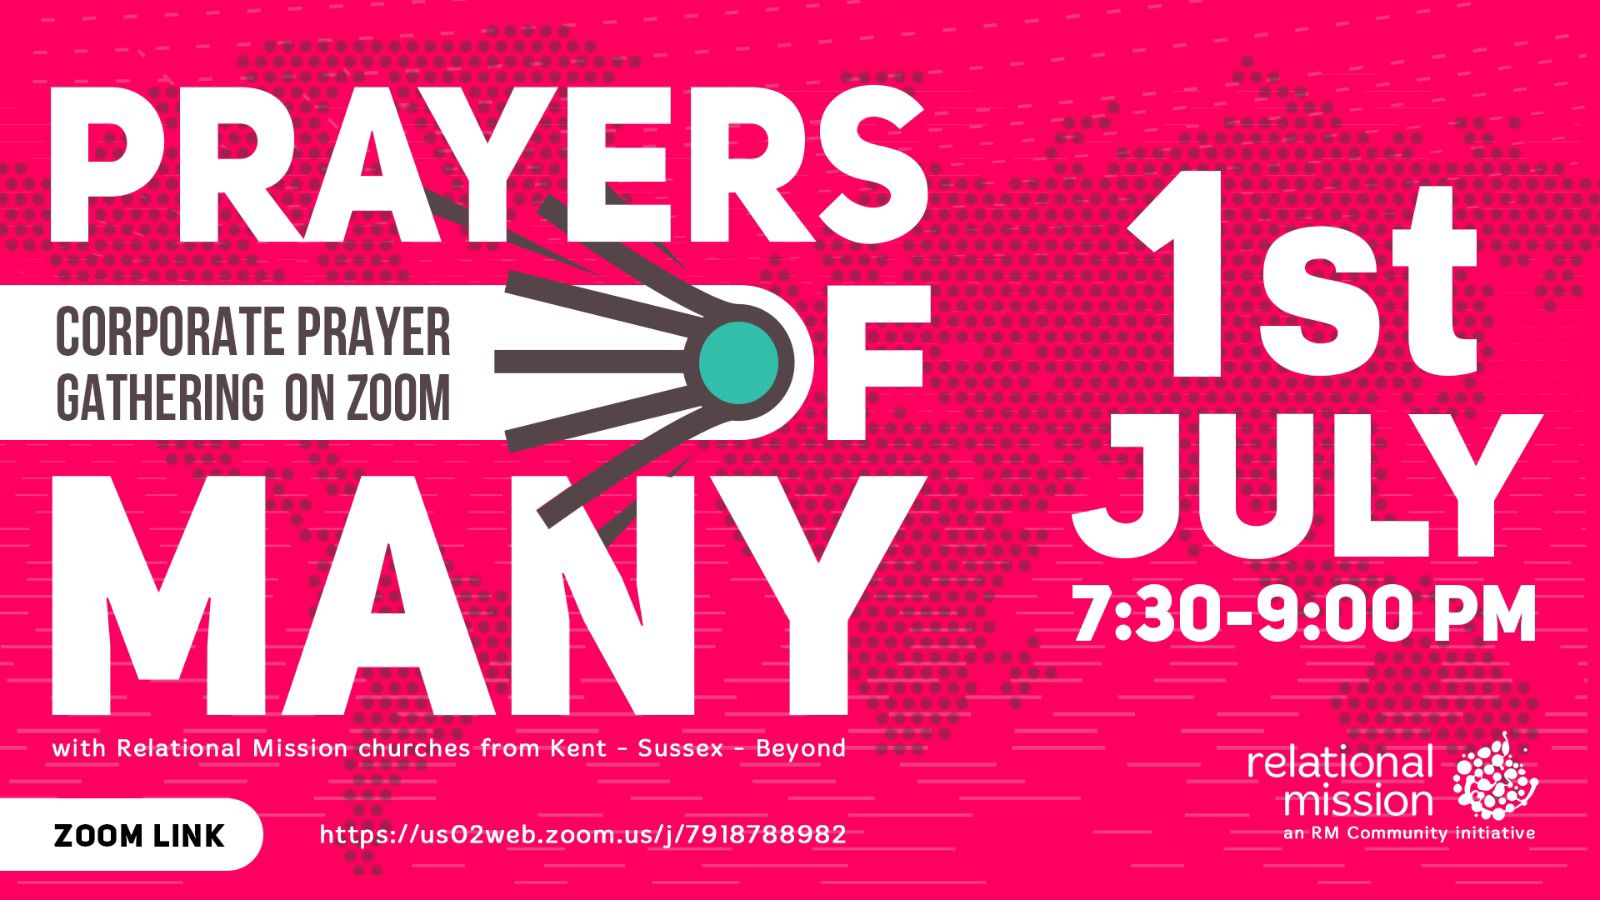 PRAYERS
CORPORATE PRAYER
GATHERING ON ZOOM
OF
MANY
with Relational Mission churches from Kent - Sussex - Beyond
ZOOM LINK
https://us02web.zoom.us/j/7918788982
1st
JULY
7:30-9:00 PM
relational
mission
an RM Community initiative